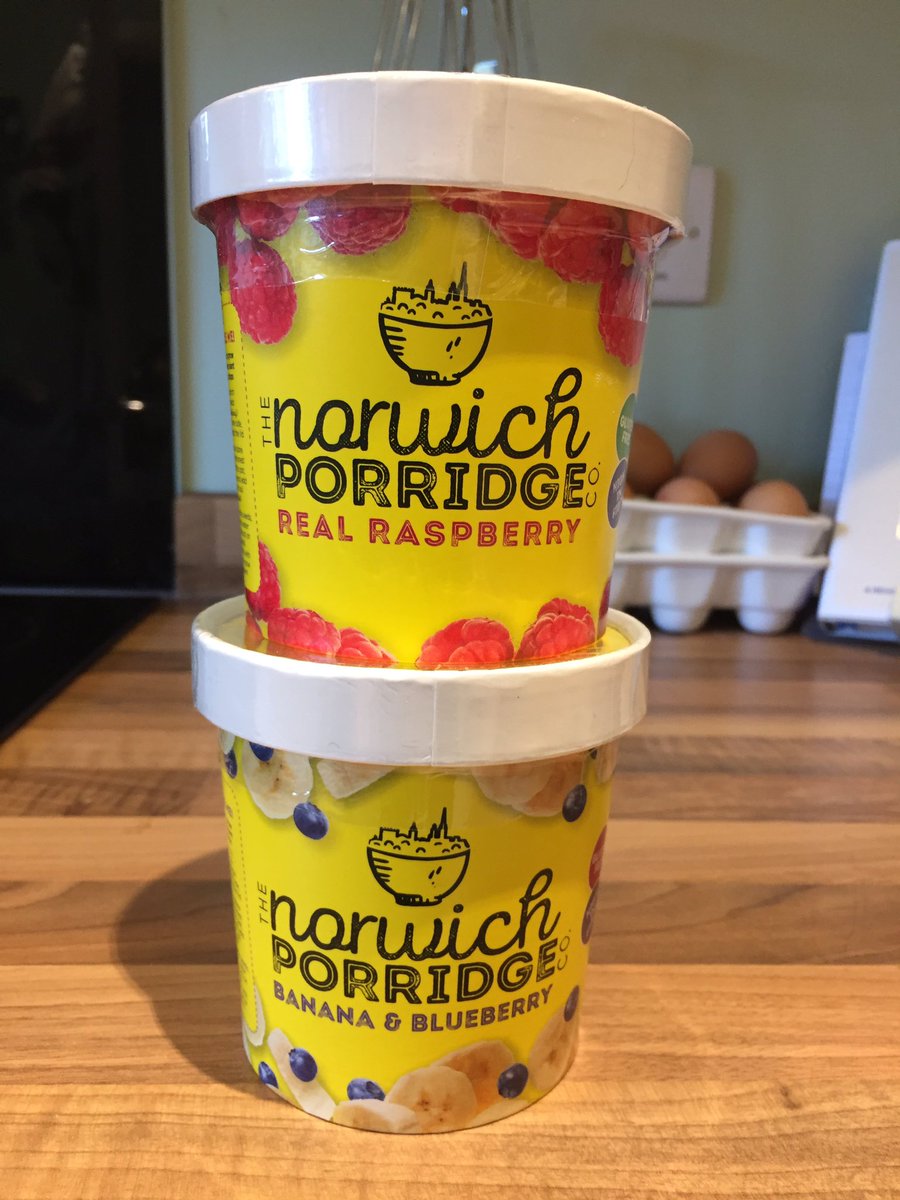 THE
norwich
PORRIDGE
CO.
REAL RASPBERRY
THE
norwich
PORRIDGE
CO.
BANANA & BLUEBERRY